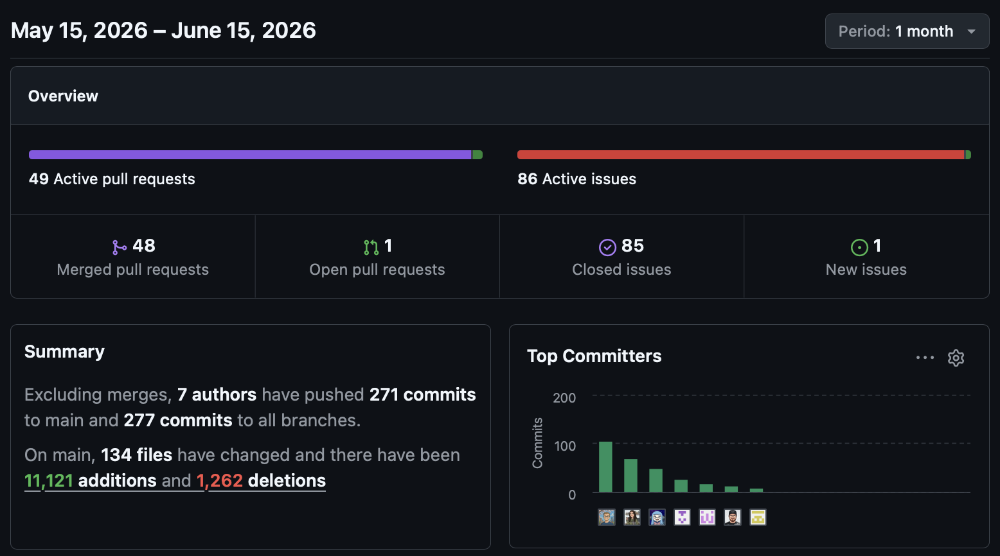 May 15, 2026 – June 15, 2026
Period: 1 month
Overview
49 Active pull requests
86 Active issues
48
Merged pull requests
1
Open pull requests
85
Closed issues
1
New issues
Summary
Excluding merges, 7 authors have pushed 271 commits
to main and 277 commits to all branches.
On main, 134 files have changed and there have been
11,121 additions and 1,262 deletions
Top Committers
Commits
200
100
0